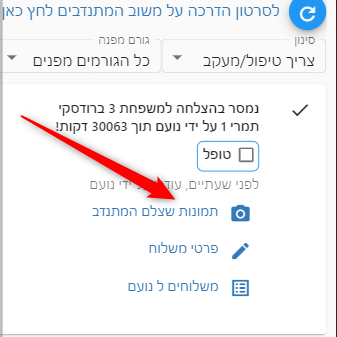 לסרטון הדרכה על משוב המתנדבים לחץ כאן
סינון
צריך טיפול/מעקב
גורם מפנה
כל הגורמים מפנים
נמסר בהצלחה למשפחת 3 ברודסקי
תמרי 1 על ידי נועם תוך 30063 דקות!
טופל
לפני שעתיים, ידי נועם
תמונות שצלם המתנדב
פרטי משלוח
משלוחים ל נועם